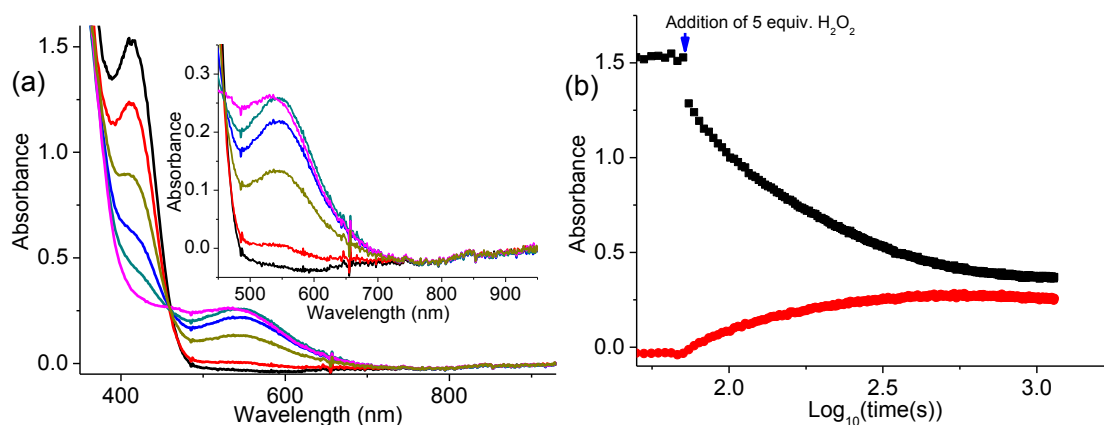 (a)
Absorbance
1.5
1.0
0.5
0.0
400 600 800
Wavelength (nm)
Absorbance
0.3
0.2
0.1
0.0
500 600 700 800 900
Wavelength (nm)
(b)
Addition of 5 equiv. H₂O₂
Absorbance
1.5
1.0
0.5
0.0
2.0 2.5 3.0
Log₁₀(time(s))